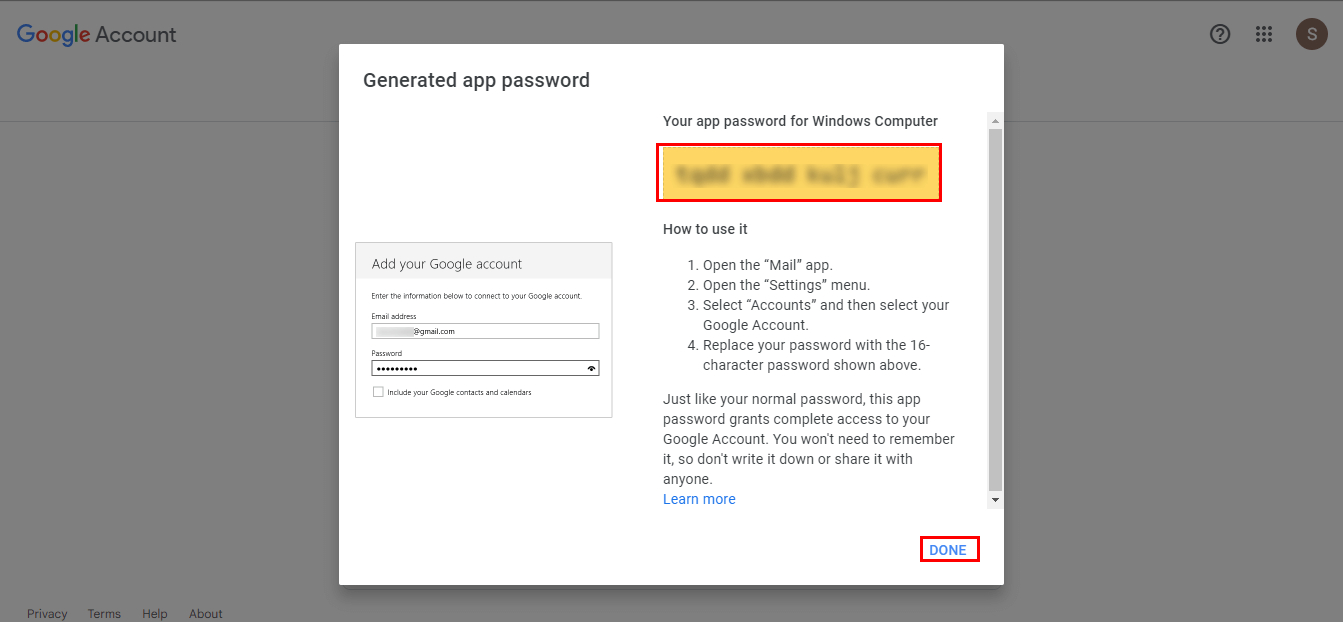 Google Account
S
Generated app password
Your app password for Windows Computer
How to use it
1. Open the “Mail” app.
2. Open the “Settings” menu.
3. Select “Accounts” and then select your
Google Account.
4. Replace your password with the 16-
character password shown above.
Just like your normal password, this app
password grants complete access to your
Google Account. You won't need to remember
it, so don't write it down or share it with
anyone.
Learn more
Add your Google account
Enter the information below to connect to your Google account.
Email address
@gmail.com
Password
Include your Google contacts and calendars
DONE
Privacy Terms Help About